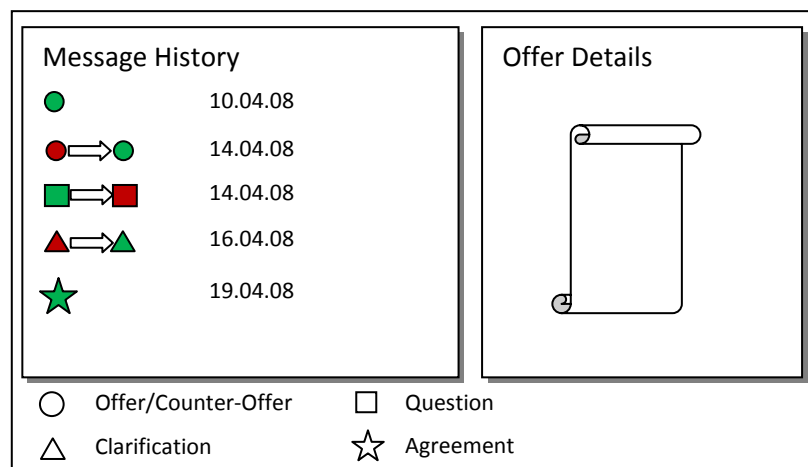 Message History
10.04.08
14.04.08
14.04.08
16.04.08
19.04.08
Offer Details
Offer/Counter-Offer
Question
Clarification
Agreement